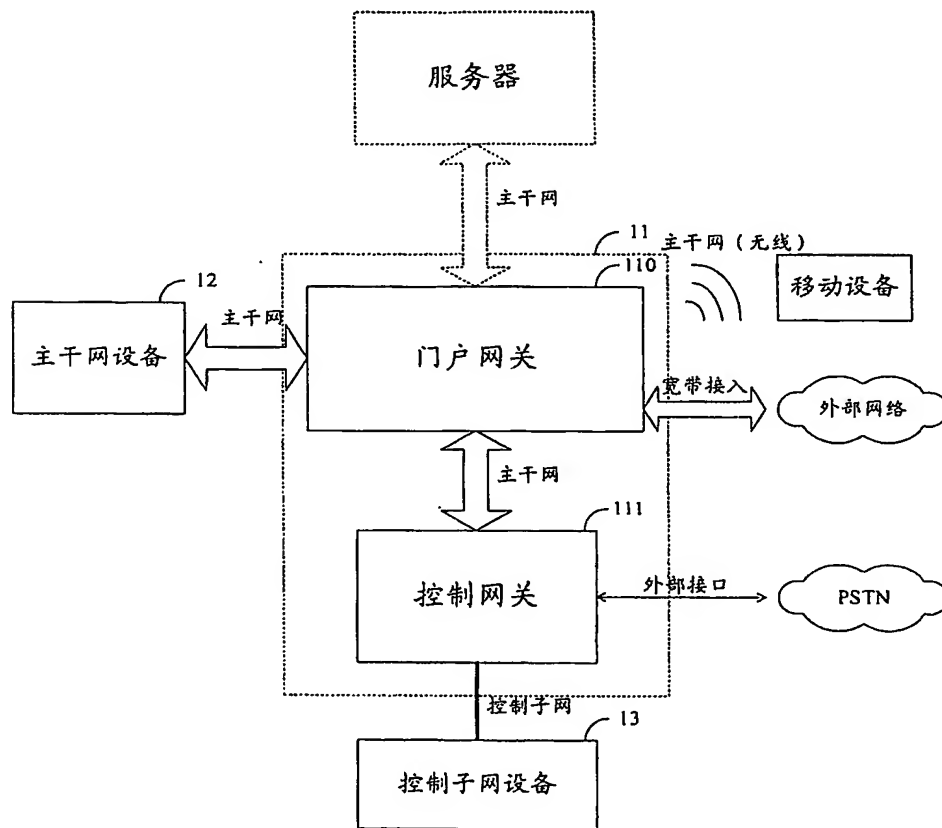 服务器
主干网
11
主干网（无线）
110
移动设备
12
主干网
主干网设备
门户网关
宽带接入
外部网络
主干网
111
控制网关
外部接口
PSTN
控制子网
13
控制子网设备